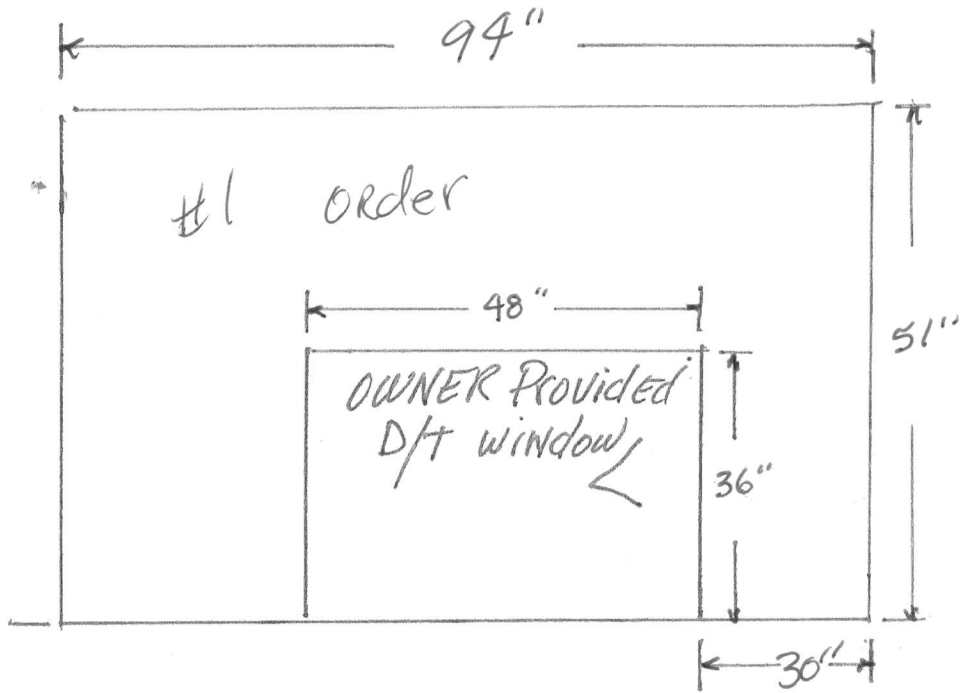 94"
#1 ORder
48"
51"
OWNER Provided
D/T window
36"
30"